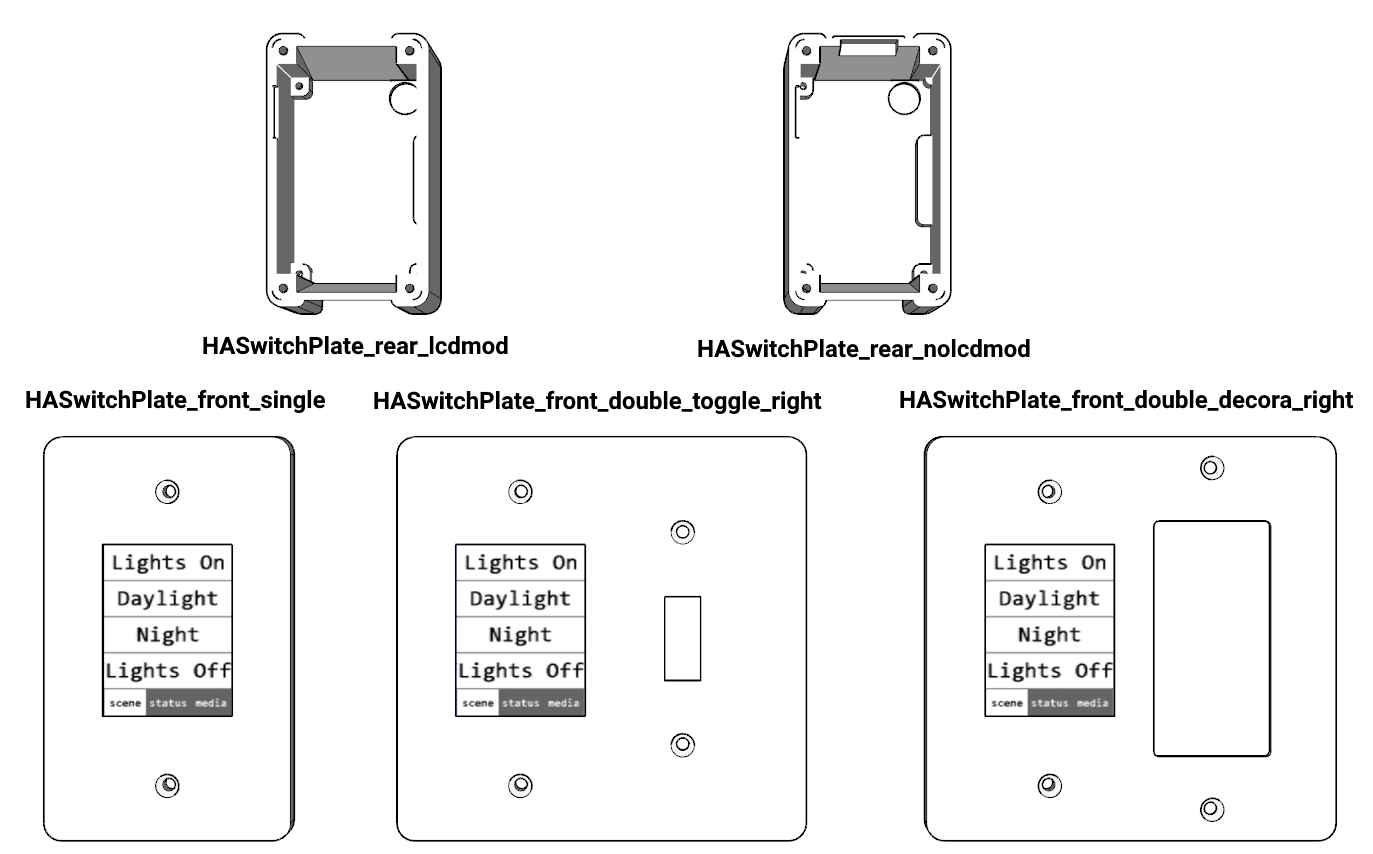 HASwitchPlate_rear_lcdmod
HASwitchPlate_rear_nolcdmod
HASwitchPlate_front_single
HASwitchPlate_front_double_toggle_right
HASwitchPlate_front_double_decora_right
Lights On
Daylight
Night
Lights Off
scene status media
Lights On
Daylight
Night
Lights Off
scene status media
Lights On
Daylight
Night
Lights Off
scene status media